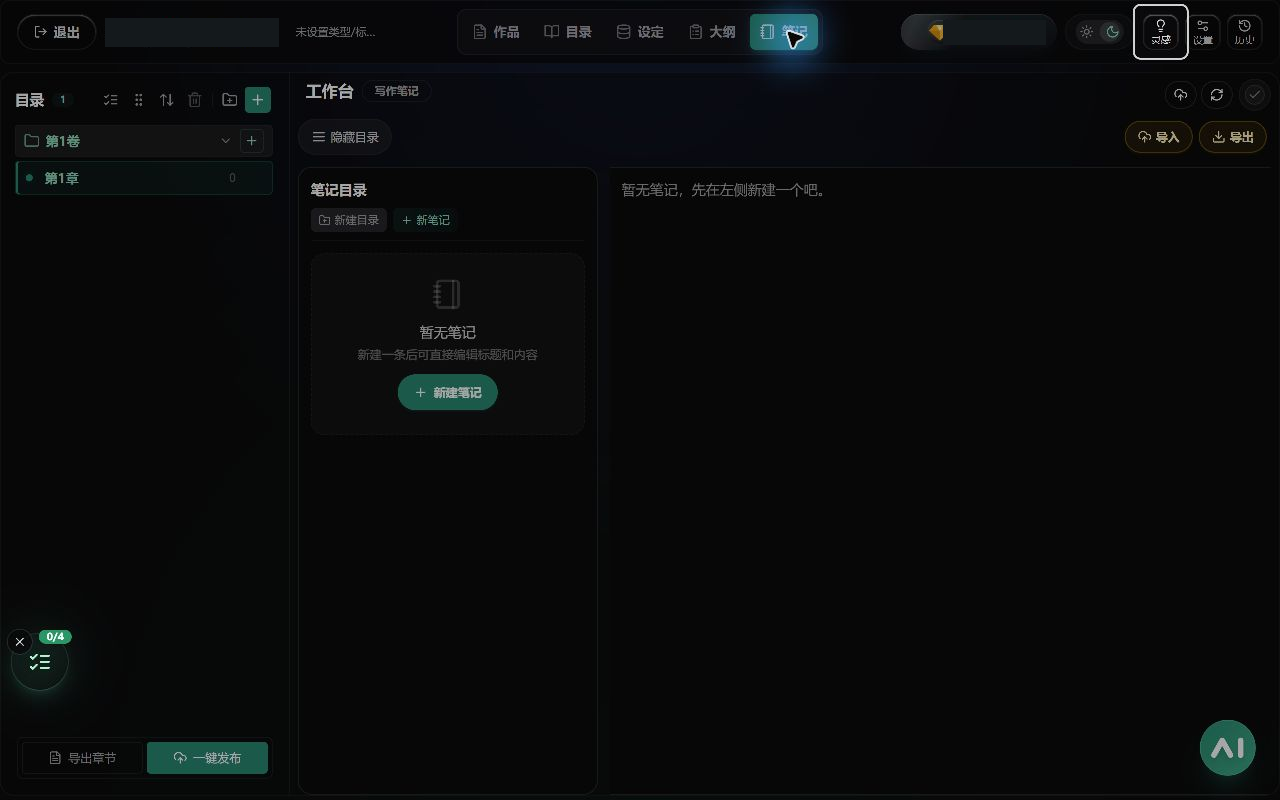 退出
未设置类型/标...
作品
目录
设定
大纲
笔记
灵感
设置
历史
目录 1
第1卷
第1章 0
0/4
导出章节
一键发布
工作台
写作笔记
隐藏目录
导入
导出
笔记目录
新建目录
新笔记
暂无笔记
新建一条后可直接编辑标题和内容
新建笔记
暂无笔记，先在左侧新建一个吧。
AI